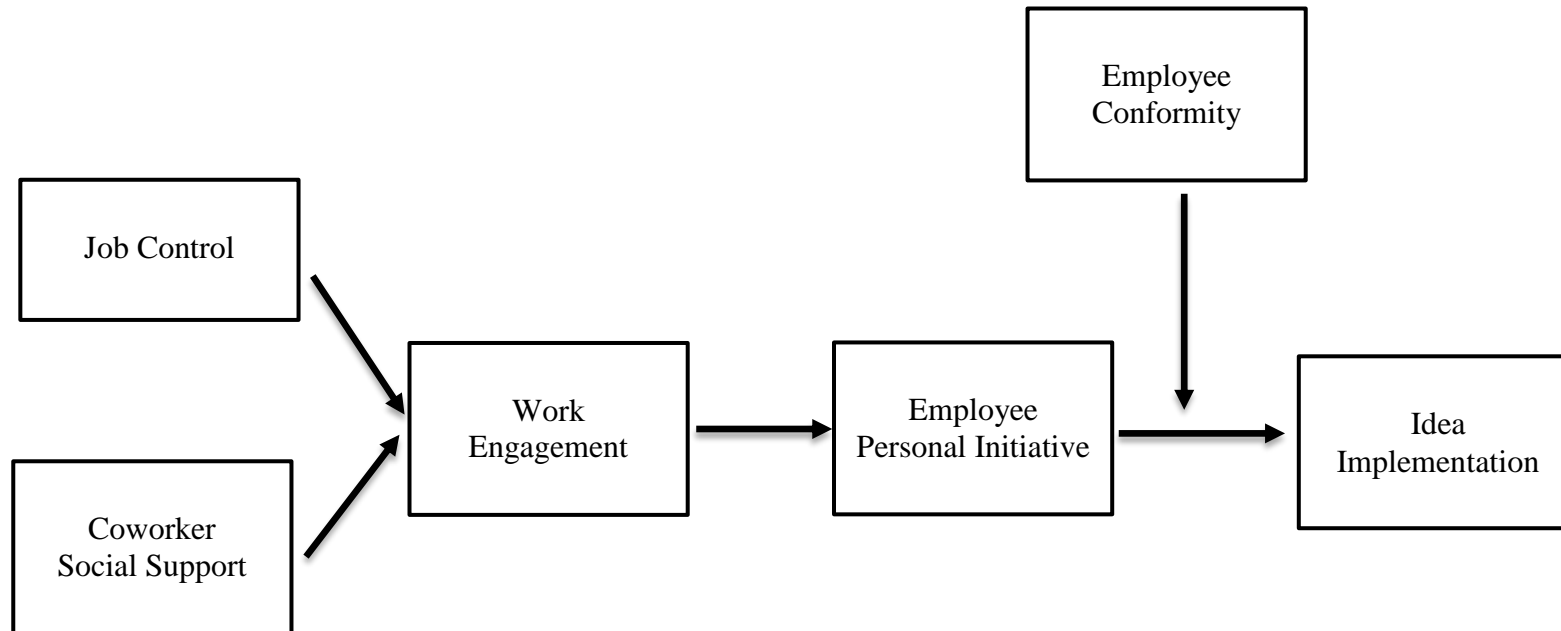 Employee
Conformity
Job Control
Work
Engagement
Employee
Personal Initiative
Idea
Implementation
Coworker
Social Support